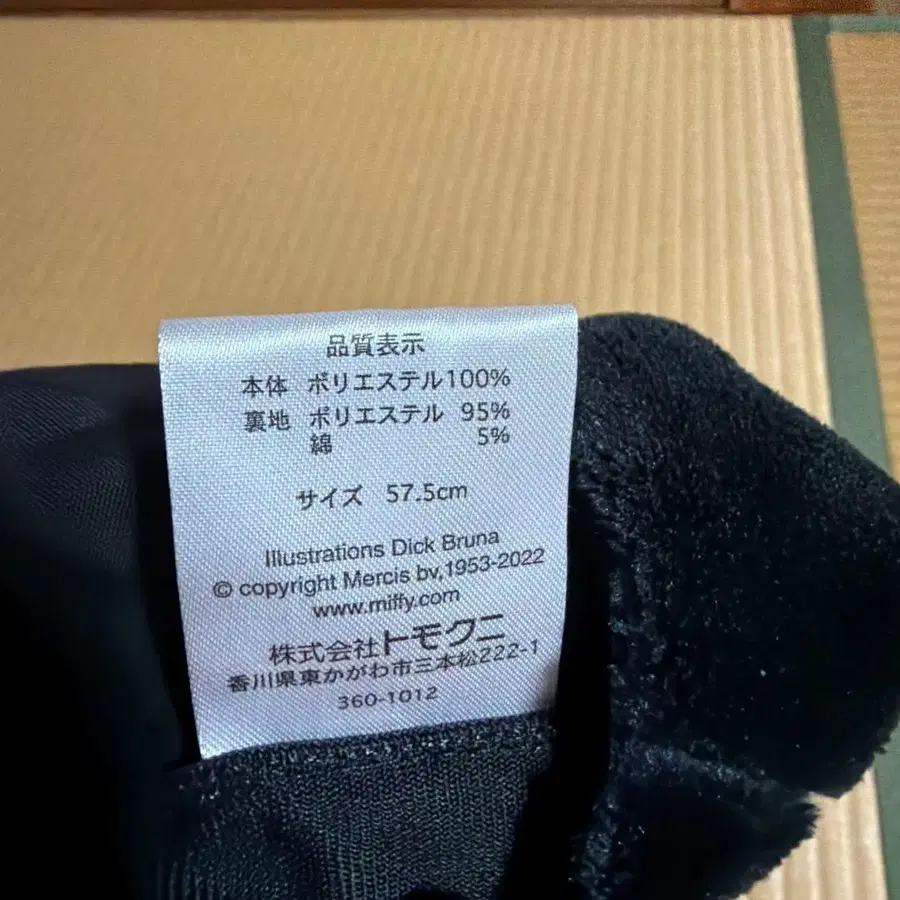 品質表示
本体 ポリエステル100%
裏地 ポリエステル 95%
綿 5%
サイズ 57.5cm
Illustrations Dick Bruna
© copyright Mercis bv,1953-2022
www.miffy.com
株式会社トモクニ
香川県東かがわ市三本松222-1
360-1012